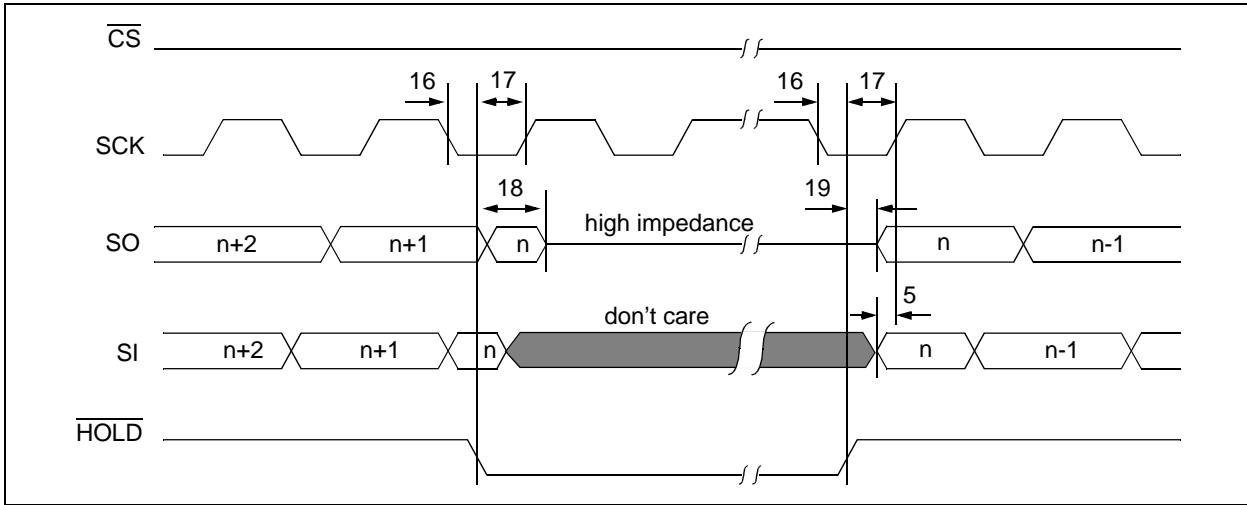 CS
16 17 16 17
SCK
18 19
high impedance
SO n+2 n+1 n n n-1
5
don't care
SI n+2 n+1 n n n-1
HOLD